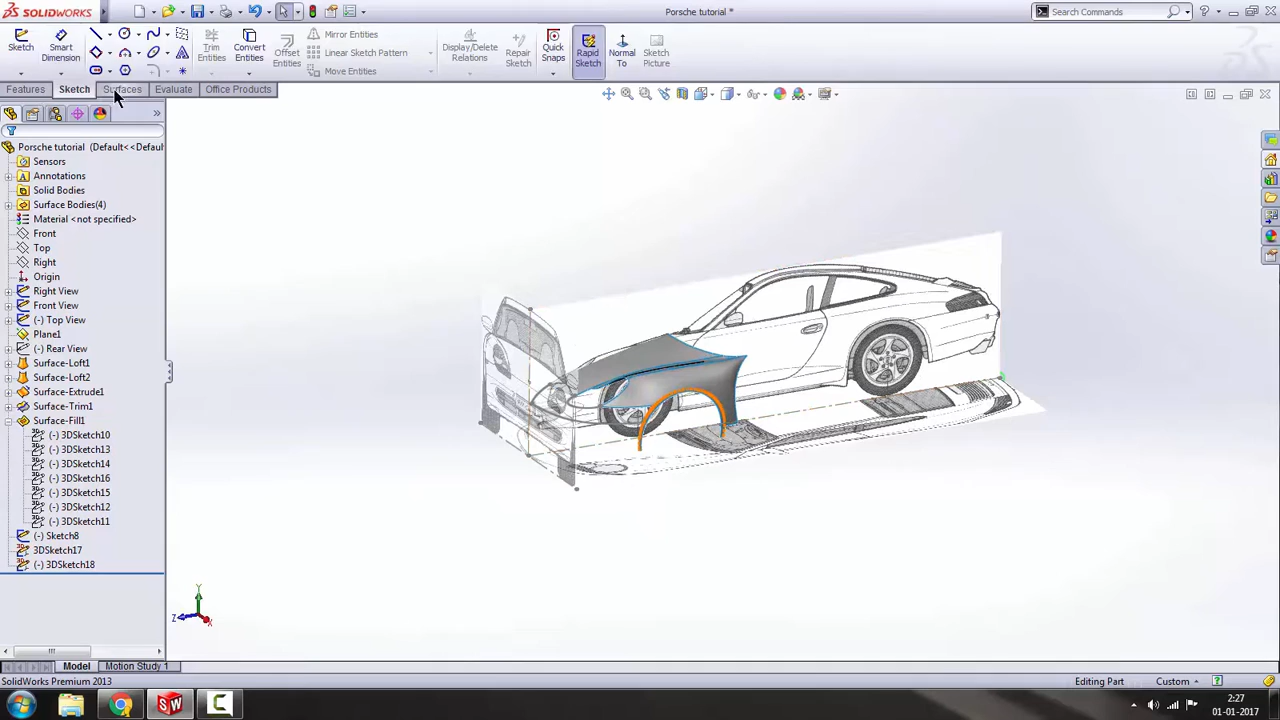 SOLIDWORKS
Porsche tutorial *
Search Commands
Sketch
Smart Dimension
Trim Entities
Convert Entities
Offset Entities
Mirror Entities
Linear Sketch Pattern
Move Entities
Display/Delete Relations
Repair Sketch
Quick Snaps
Rapid Sketch
Normal To
Sketch Picture
Features Sketch Surfaces Evaluate Office Products
Porsche tutorial (Default<<Defaul
Sensors
Annotations
Solid Bodies
Surface Bodies(4)
Material <not specified>
Front
Top
Right
Origin
Right View
Front View
(-) Top View
Plane1
(-) Rear View
Surface-Loft1
Surface-Loft2
Surface-Extrude1
Surface-Trim1
Surface-Fill1
(-) 3DSketch10
(-) 3DSketch13
(-) 3DSketch14
(-) 3DSketch16
(-) 3DSketch15
(-) 3DSketch12
(-) 3DSketch11
(-) Sketch8
3DSketch17
(-) 3DSketch18
Y
Z
X
Model Motion Study 1
SolidWorks Premium 2013
Editing Part Custom
2:27
01-01-2017